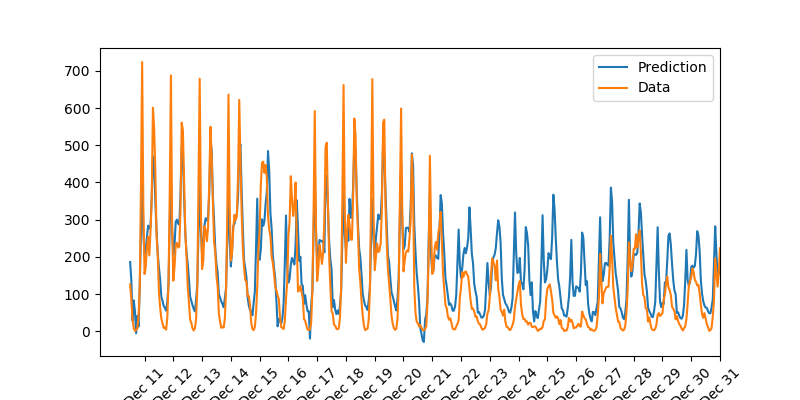 Prediction
Data
700
600
500
400
300
200
100
0
Dec 11
Dec 12
Dec 13
Dec 14
Dec 15
Dec 16
Dec 17
Dec 18
Dec 19
Dec 20
Dec 21
Dec 22
Dec 23
Dec 24
Dec 25
Dec 26
Dec 27
Dec 28
Dec 29
Dec 30
Dec 31